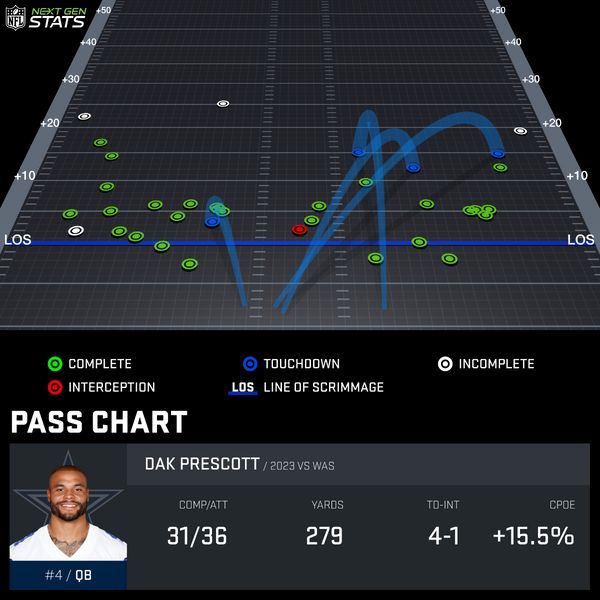 NFL NEXT GEN STATS
+50 +50
+40 +40
+30 +30
+20 +20
+10 +10
LOS LOS
COMPLETE TOUCHDOWN INCOMPLETE
INTERCEPTION LOS LINE OF SCRIMMAGE
PASS CHART
DAK PRESCOTT / 2023 VS WAS
COMP/ATT YARDS TD-INT CPOE
31/36 279 4-1 +15.5%
#4 / QB